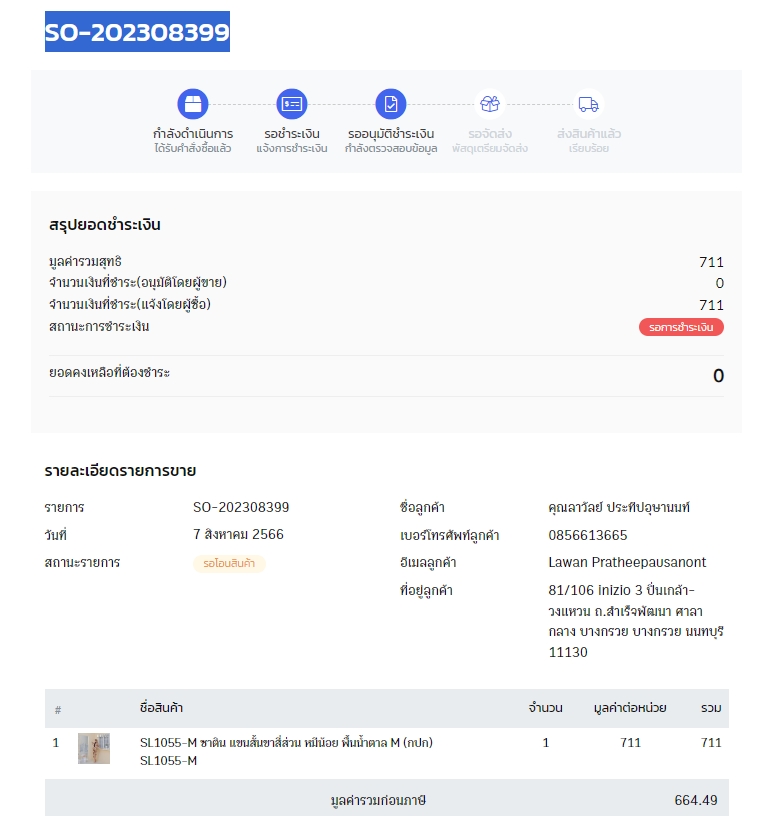 SO-202308399
กำลังดำเนินการ
ได้รับคำสั่งซื้อแล้ว
รอชำระเงิน
แจ้งการชำระเงิน
รออนุมัติชำระเงิน
กำลังตรวจสอบข้อมูล
รอจัดส่ง
พัสดุเตรียมจัดส่ง
ส่งสินค้าแล้ว
เรียบร้อย
สรุปยอดชำระเงิน
มูลค่ารวมสุทธิ 711
จำนวนเงินที่ชำระ(อนุมัติโดยผู้ขาย) 0
จำนวนเงินที่ชำระ(แจ้งโดยผู้ซื้อ) 711
สถานะการชำระเงิน รอการชำระเงิน
ยอดคงเหลือที่ต้องชำระ 0
รายละเอียดรายการขาย
รายการ SO-202308399
วันที่ 7 สิงหาคม 2566
สถานะรายการ รอโอนสินค้า
ชื่อลูกค้า คุณลาวัลย์ ประทีปอุษานนท์
เบอร์โทรศัพท์ลูกค้า 0856613665
อีเมลลูกค้า Lawan Pratheepausanont
ที่อยู่ลูกค้า 81/106 inizio 3 ปิ่นเกล้า-
วงแหวน ถ.สำเร็จพัฒนา ศาลา
กลาง บางกรวย บางกรวย นนทบุรี
11130
# ชื่อสินค้า จำนวน มูลค่าต่อหน่วย รวม
1 SL1055-M ซาติน แขนสั้นขาสี่ส่วน หมีน้อย พื้นน้ำตาล M (กปก) 1 711 711
SL1055-M
มูลค่ารวมก่อนภาษี 664.49